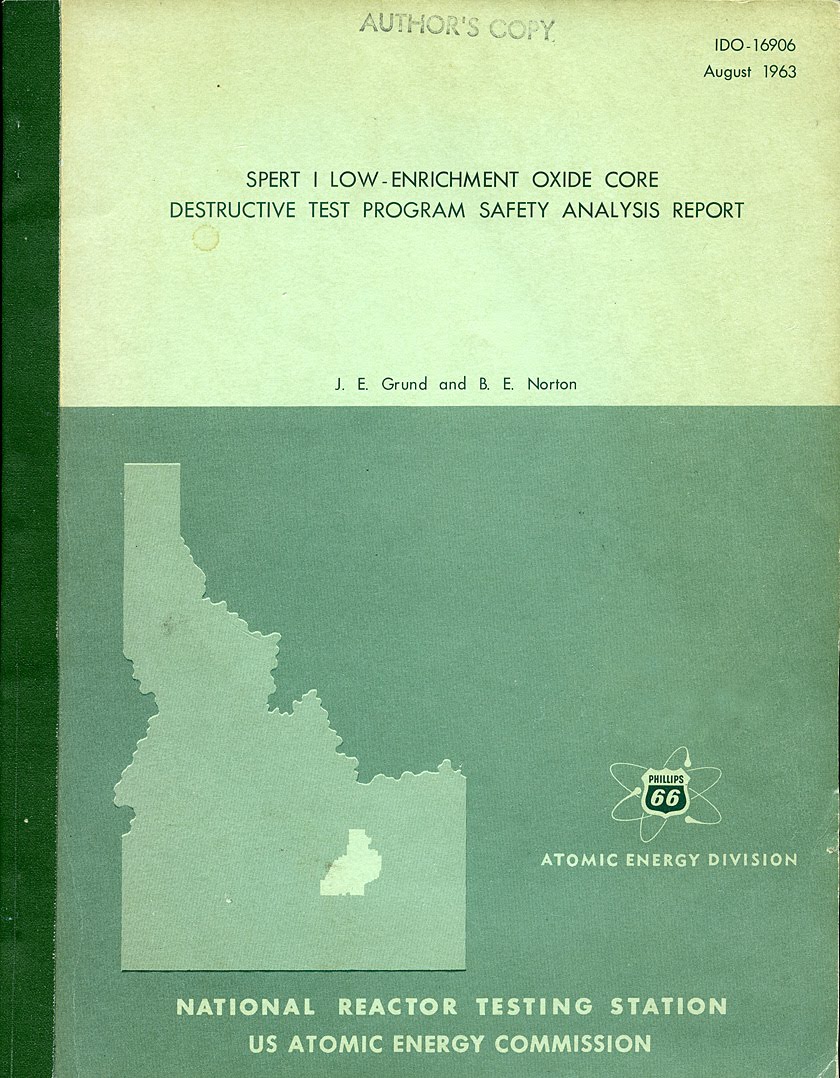 AUTHOR'S COPY
IDO-16906
August 1963
SPERT I LOW-ENRICHMENT OXIDE CORE
DESTRUCTIVE TEST PROGRAM SAFETY ANALYSIS REPORT
J. E. Grund and B. E. Norton
PHILLIPS
66
ATOMIC ENERGY DIVISION
NATIONAL REACTOR TESTING STATION
US ATOMIC ENERGY COMMISSION